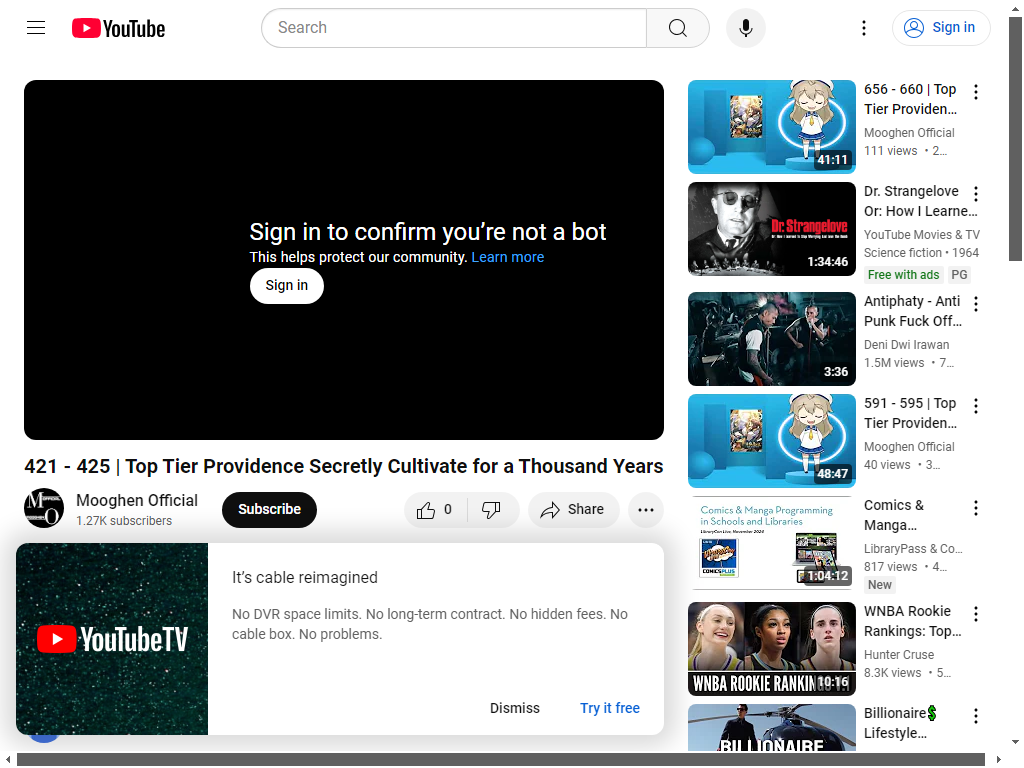 YouTube
Search
Sign in
Sign in to confirm you’re not a bot
This helps protect our community. Learn more
Sign in
421 - 425 | Top Tier Providence Secretly Cultivate for a Thousand Years
Mooghen Official
1.27K subscribers
Subscribe
0
Share
YouTubeTV
It’s cable reimagined
No DVR space limits. No long-term contract. No hidden fees. No
cable box. No problems.
Dismiss
Try it free
41:11
656 - 660 | Top
Tier Providen...
Mooghen Official
111 views • 2...
Dr. Strangelove
1:34:46
Dr. Strangelove
Or: How I Learne...
YouTube Movies & TV
Science fiction • 1964
Free with ads
PG
3:36
Antiphaty - Anti
Punk Fuck Off...
Deni Dwi Irawan
1.5M views • 7...
48:47
591 - 595 | Top
Tier Providen...
Mooghen Official
40 views • 3...
Comics & Manga Programming
in Schools and Libraries
COMICSPLUS
1:04:12
Comics &
Manga...
LibraryPass & Co...
817 views • 4...
New
WNBA ROOKIE RANKIN
10:16
WNBA Rookie
Rankings: Top...
Hunter Cruse
8.3K views • 5...
BILLIONAIRE
Billionaire💲
Lifestyle...